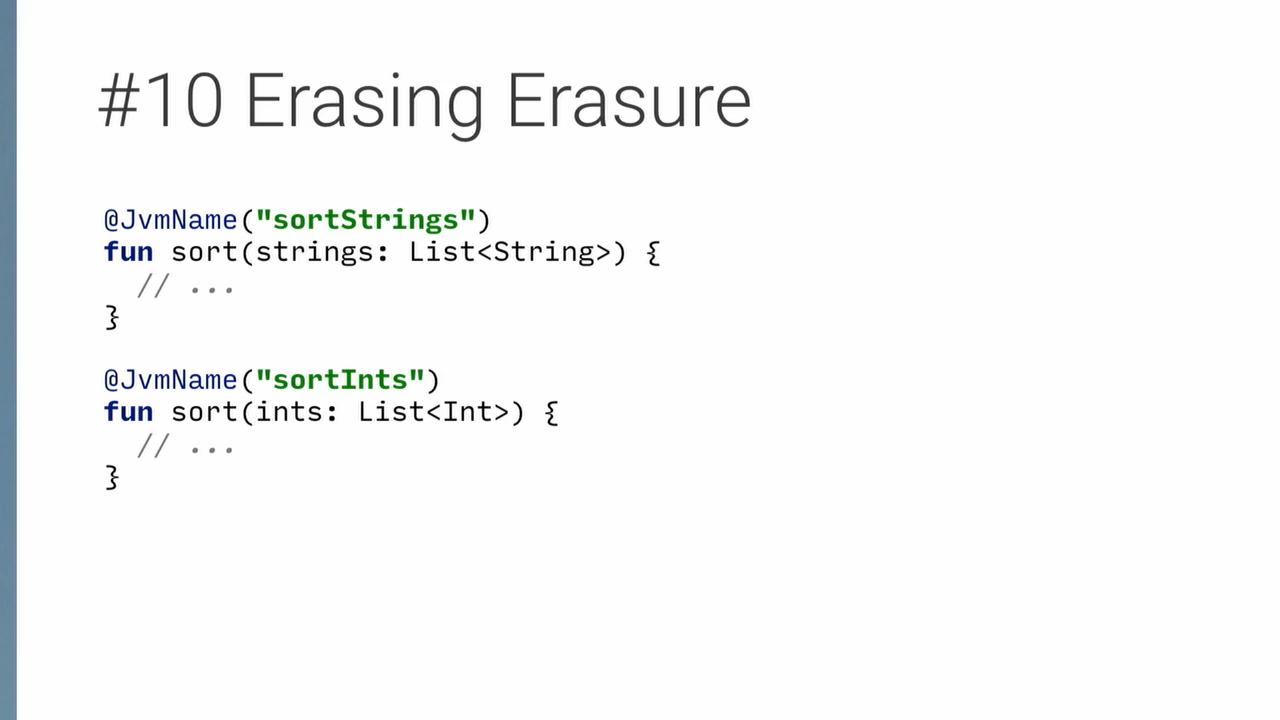 #10 Erasing Erasure
@JvmName("sortStrings")
fun sort(strings: List<String>) {
  // ...
}
@JvmName("sortInts")
fun sort(ints: List<Int>) {
  // ...
}